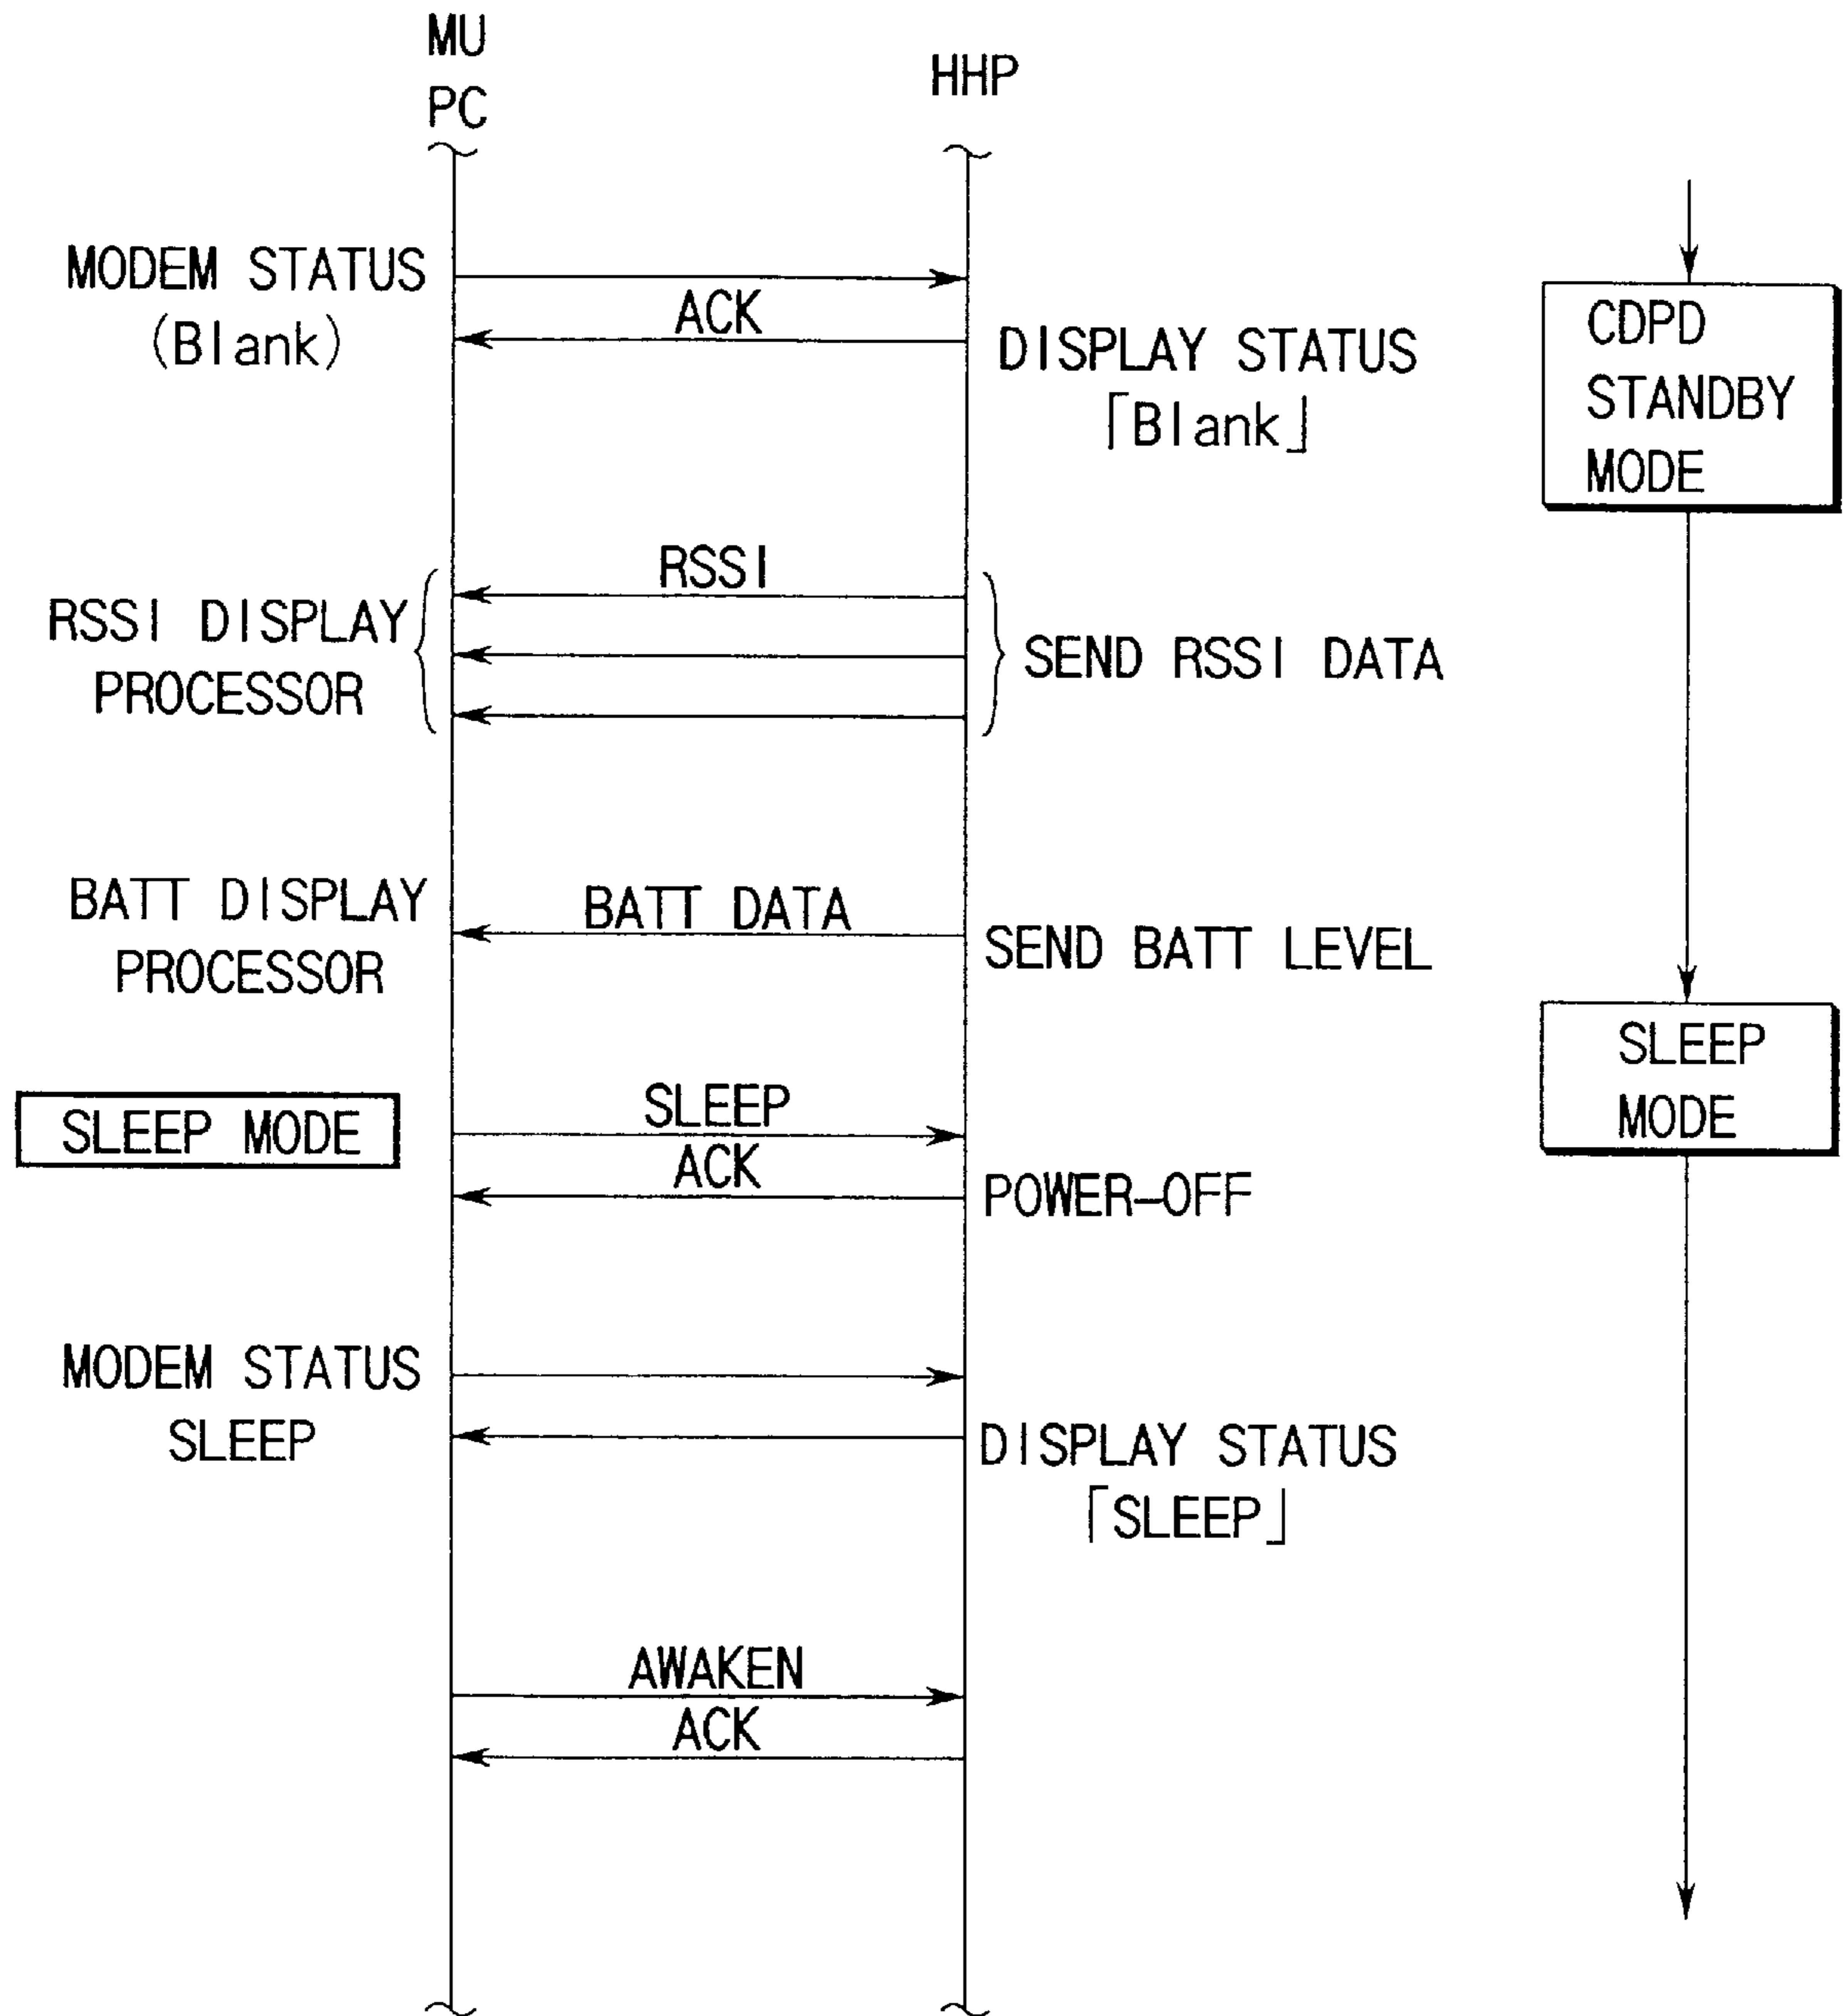 MU
PC
HHP
MODEM STATUS
(Blank)
ACK
DISPLAY STATUS
「Blank」
CDPD
STANDBY
MODE
RSSI
RSSI DISPLAY
PROCESSOR
SEND RSSI DATA
BATT DISPLAY
PROCESSOR
BATT DATA
SEND BATT LEVEL
SLEEP
MODE
SLEEP MODE
SLEEP
ACK
POWER-OFF
MODEM STATUS
SLEEP
DISPLAY STATUS
「SLEEP」
AWAKEN
ACK